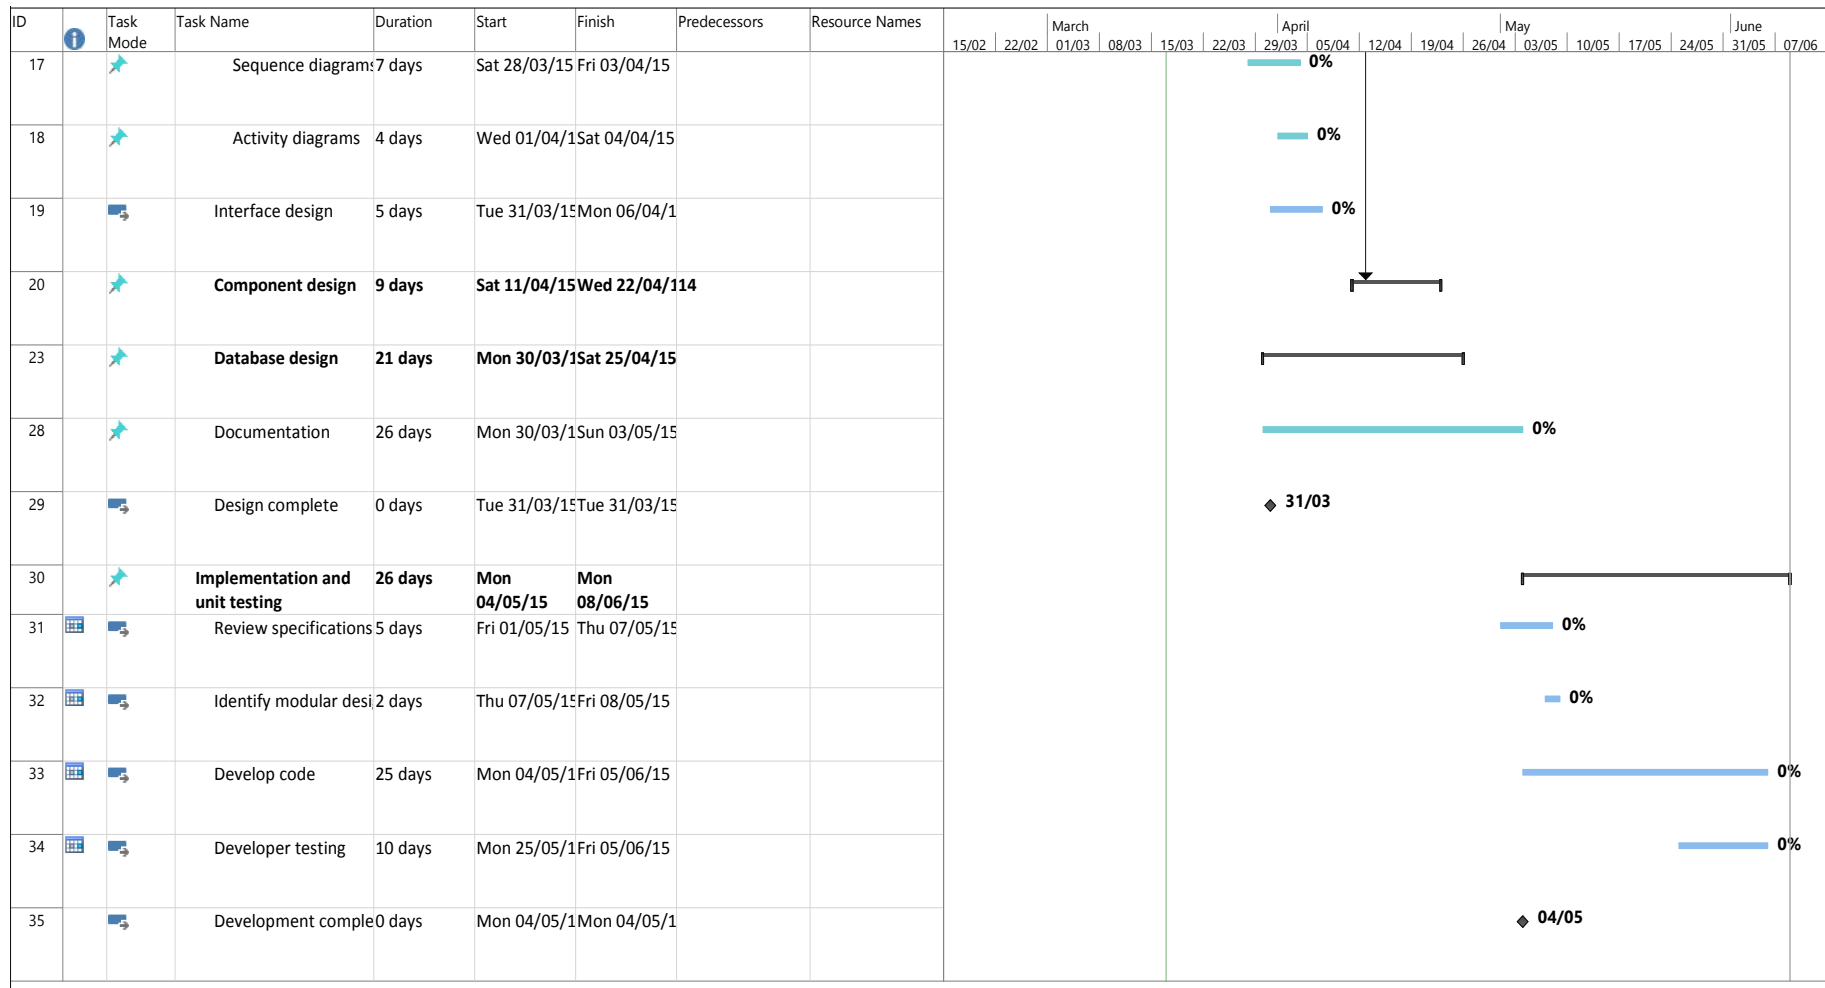 ID Task Mode Task Name Duration Start Finish Predecessors Resource Names
March April May June
15/02 22/02 01/03 08/03 15/03 22/03 29/03 05/04 12/04 19/04 26/04 03/05 10/05 17/05 24/05 31/05 07/06
17 Sequence diagrams 7 days Sat 28/03/15 Fri 03/04/15 0%
18 Activity diagrams 4 days Wed 01/04/1 Sat 04/04/15 0%
19 Interface design 5 days Tue 31/03/15 Mon 06/04/1 0%
20 Component design 9 days Sat 11/04/15 Wed 22/04/1 14
23 Database design 21 days Mon 30/03/1 Sat 25/04/15
28 Documentation 26 days Mon 30/03/1 Sun 03/05/15 0%
29 Design complete 0 days Tue 31/03/15 Tue 31/03/15 31/03
30 Implementation and 26 days Mon Mon
unit testing 04/05/15 08/06/15
31 Review specifications 5 days Fri 01/05/15 Thu 07/05/15 0%
32 Identify modular desi 2 days Thu 07/05/15 Fri 08/05/15 0%
33 Develop code 25 days Mon 04/05/1 Fri 05/06/15 0%
34 Developer testing 10 days Mon 25/05/1 Fri 05/06/15 0%
35 Development comple 0 days Mon 04/05/1 Mon 04/05/1 04/05